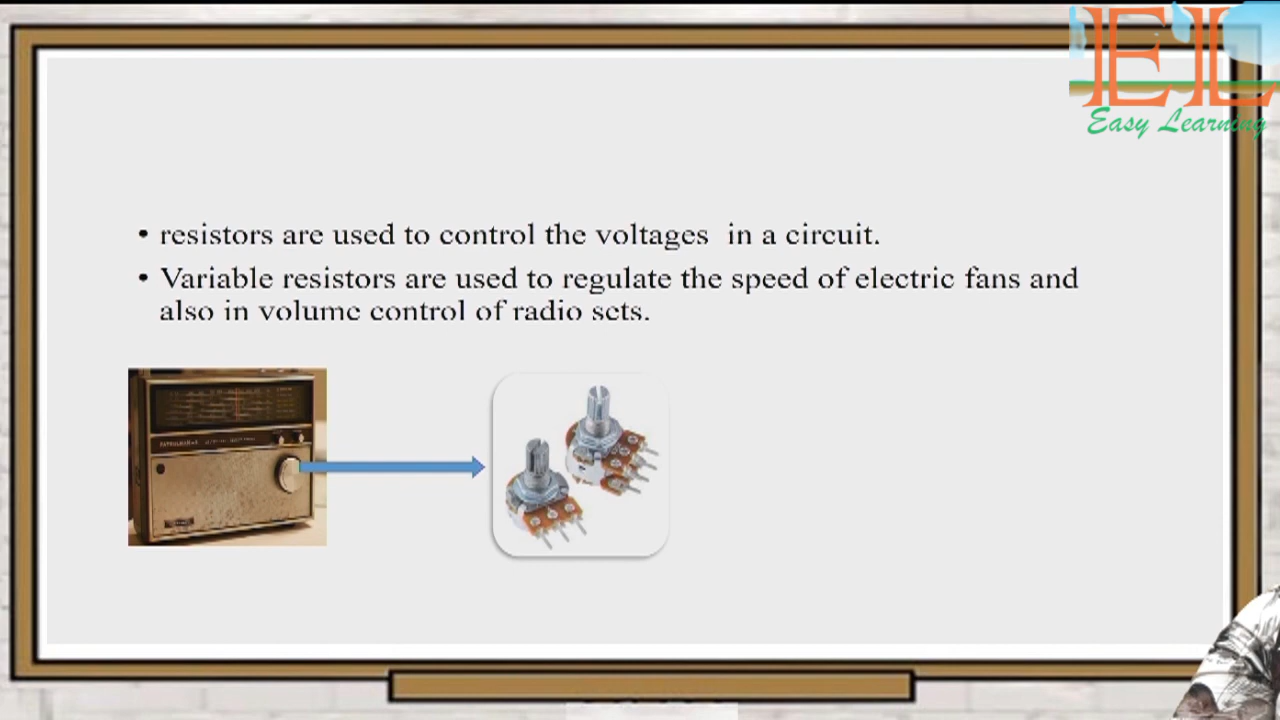 EL
Easy Learning
• resistors are used to control the voltages in a circuit.
• Variable resistors are used to regulate the speed of electric fans and
also in volume control of radio sets.